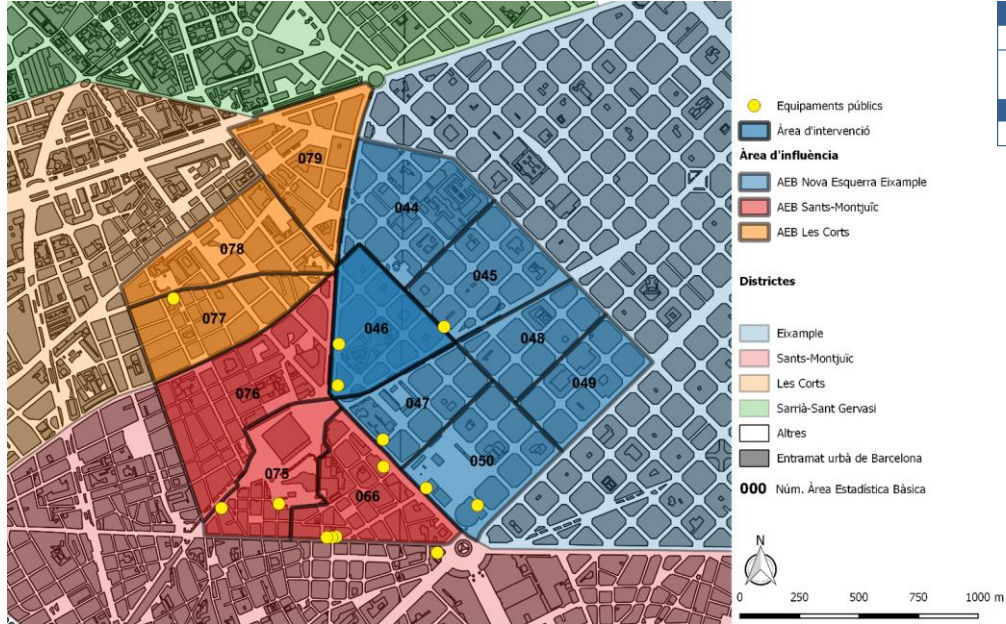 079
044
078
045
077
046
048
076
047
049
050
075
066
Equipaments públics
Àrea d'intervenció
Àrea d'influència
AEB Nova Esquerra Eixample
AEB Sants-Montjuïc
AEB Les Corts
Districtes
Eixample
Sants-Montjuïc
Les Corts
Sarrià-Sant Gervasi
Altres
Entramat urbà de Barcelona
000 Núm. Àrea Estadística Bàsica
N
0 250 500 750 1000 m